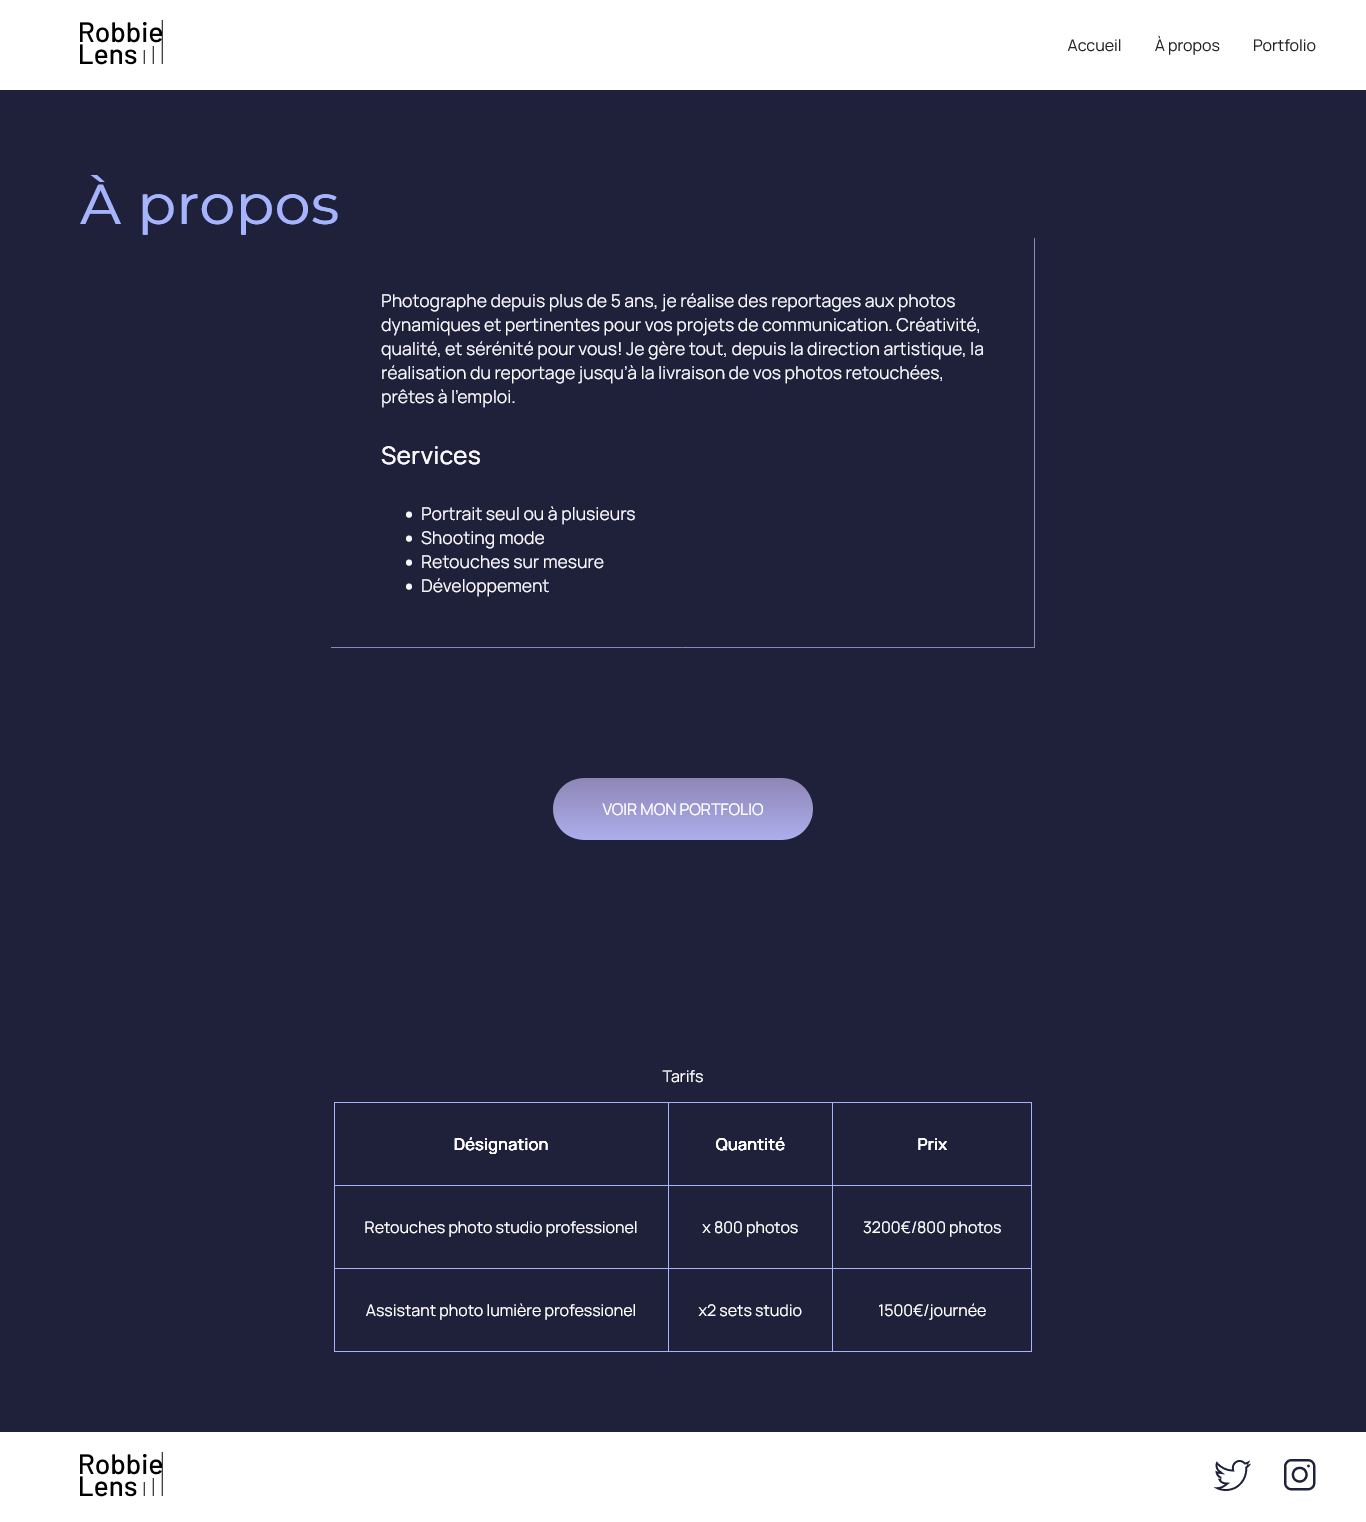 Robbie
Lens
Accueil À propos Portfolio
À propos
Photographe depuis plus de 5 ans, je réalise des reportages aux photos
dynamiques et pertinentes pour vos projets de communication. Créativité,
qualité, et sérénité pour vous! Je gère tout, depuis la direction artistique, la
réalisation du reportage jusqu'à la livraison de vos photos retouchées,
prêtes à l'emploi.
Services
• Portrait seul ou à plusieurs
• Shooting mode
• Retouches sur mesure
• Développement
VOIR MON PORTFOLIO
Tarifs
Désignation Quantité Prix
Retouches photo studio professionel x 800 photos 3200€/800 photos
Assistant photo lumière professionel x2 sets studio 1500€/journée
Robbie
Lens